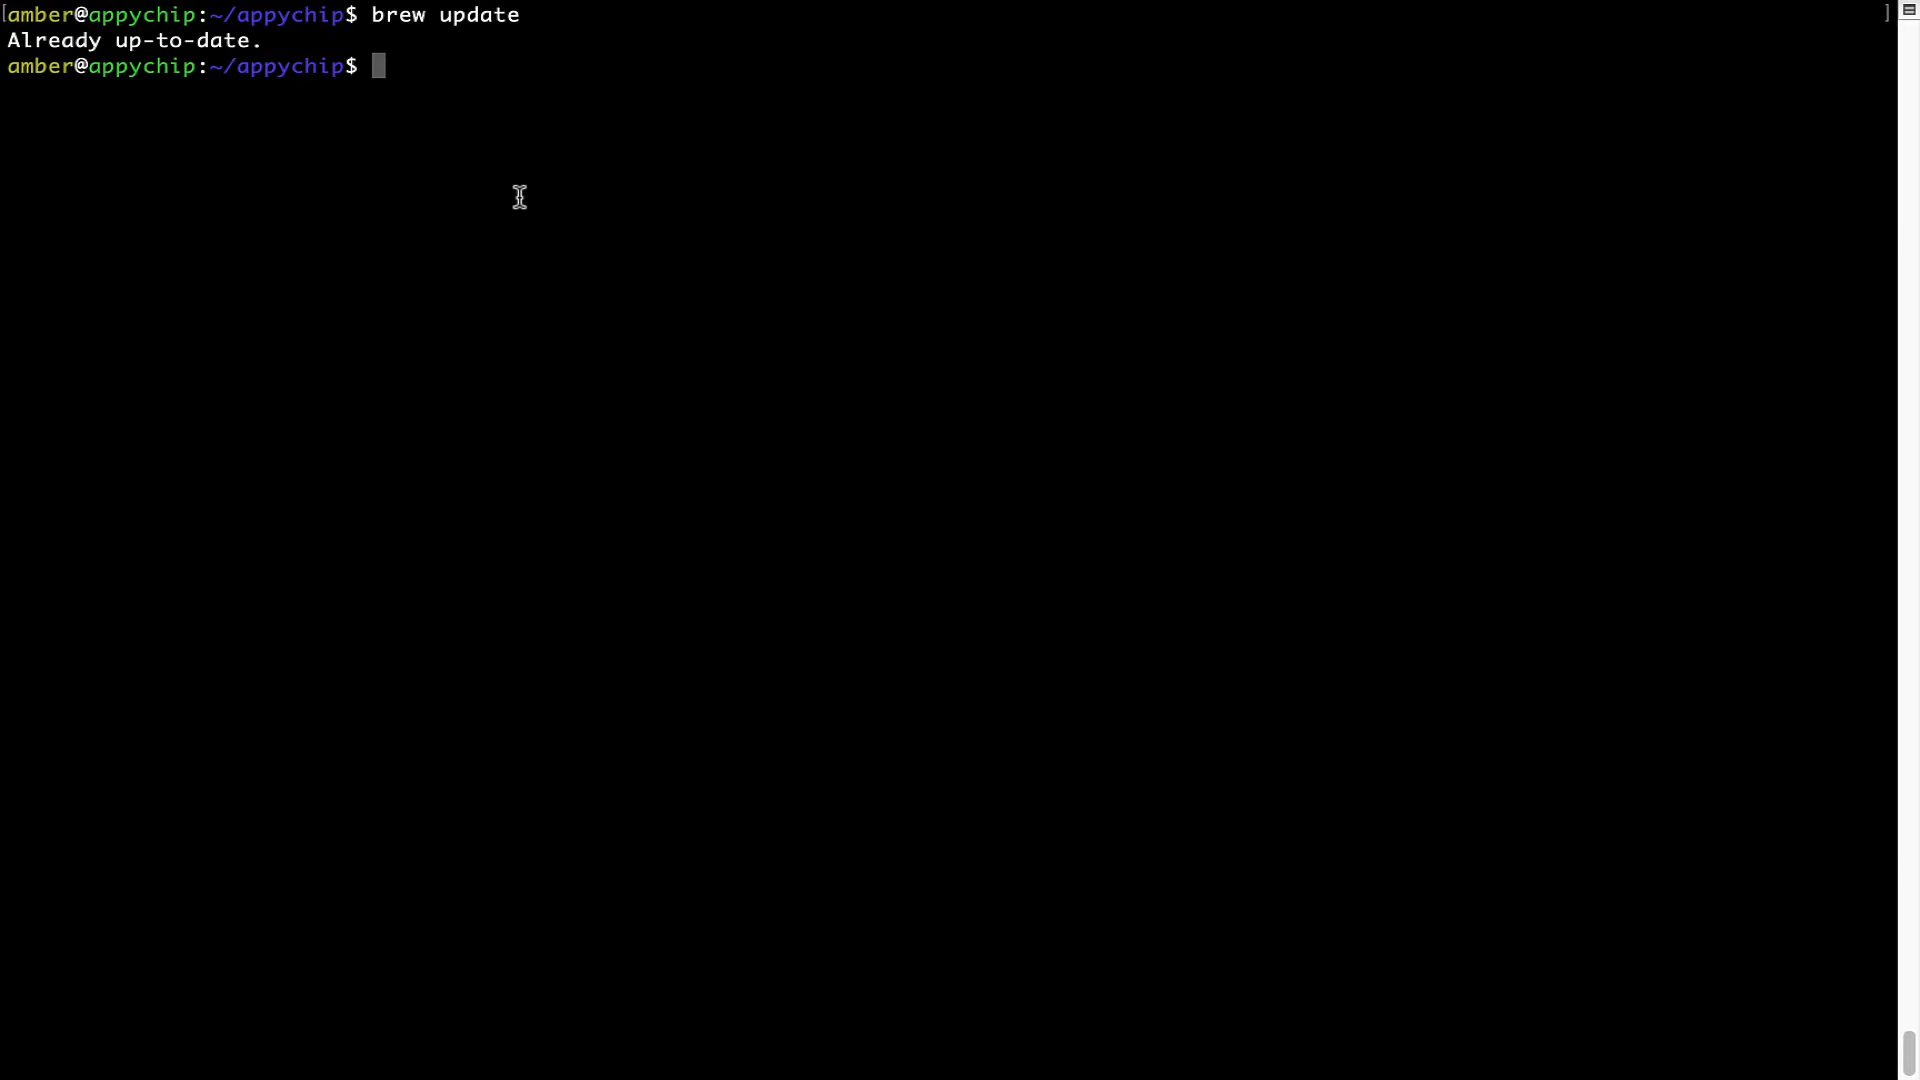 [amber@appychip:~/appychip$ brew update ]
Already up-to-date.
amber@appychip:~/appychip$